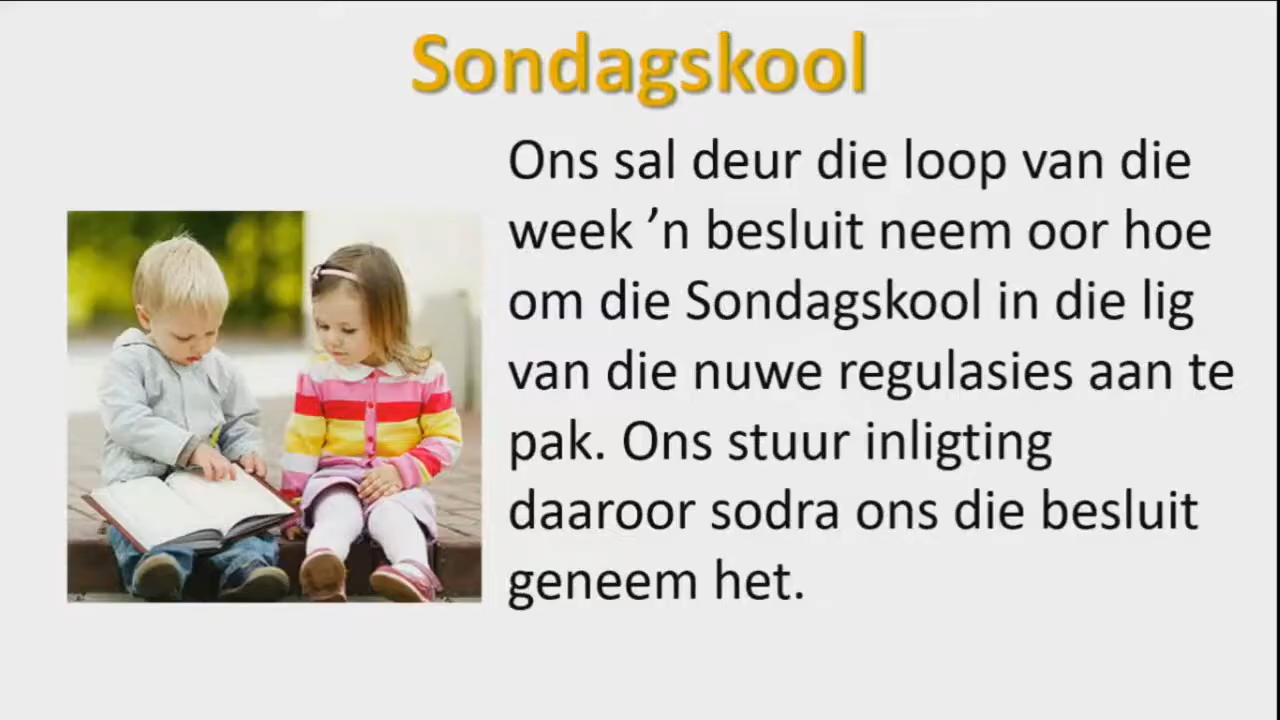 Sondagskool
Ons sal deur die loop van die
week ’n besluit neem oor hoe
om die Sondagskool in die lig
van die nuwe regulasies aan te
pak. Ons stuur inligting
daaroor sodra ons die besluit
geneem het.